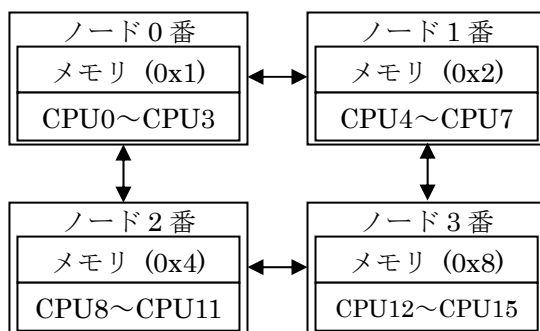 ノード 0 番
メモリ (0x1)
CPU0～CPU3
ノード 1 番
メモリ (0x2)
CPU4～CPU7
ノード 2 番
メモリ (0x4)
CPU8～CPU11
ノード 3 番
メモリ (0x8)
CPU12～CPU15